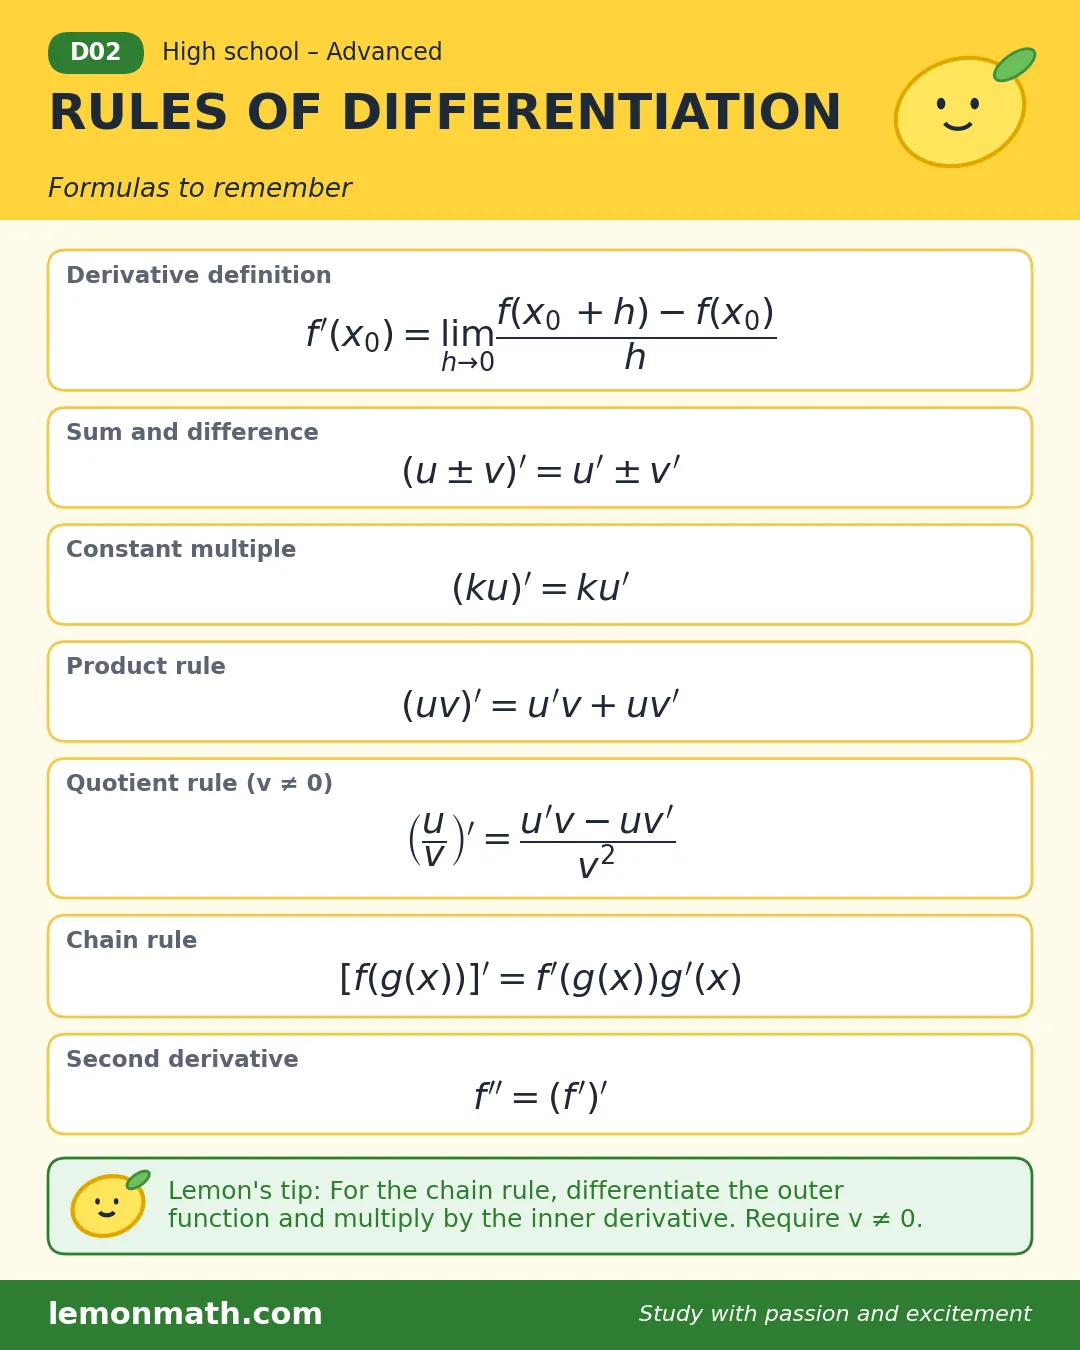 D02 High school – Advanced
RULES OF DIFFERENTIATION
Formulas to remember
Derivative definition
f′(x₀) = lim_{h→0} (f(x₀ + h) − f(x₀)) / h
Sum and difference
(u ± v)′ = u′ ± v′
Constant multiple
(ku)′ = ku′
Product rule
(uv)′ = u′v + uv′
Quotient rule (v ≠ 0)
(u/v)′ = (u′v − uv′) / v²
Chain rule
[f(g(x))]′ = f′(g(x))g′(x)
Second derivative
f″ = (f′)′
Lemon's tip: For the chain rule, differentiate the outer
function and multiply by the inner derivative. Require v ≠ 0.
lemonmath.com
Study with passion and excitement